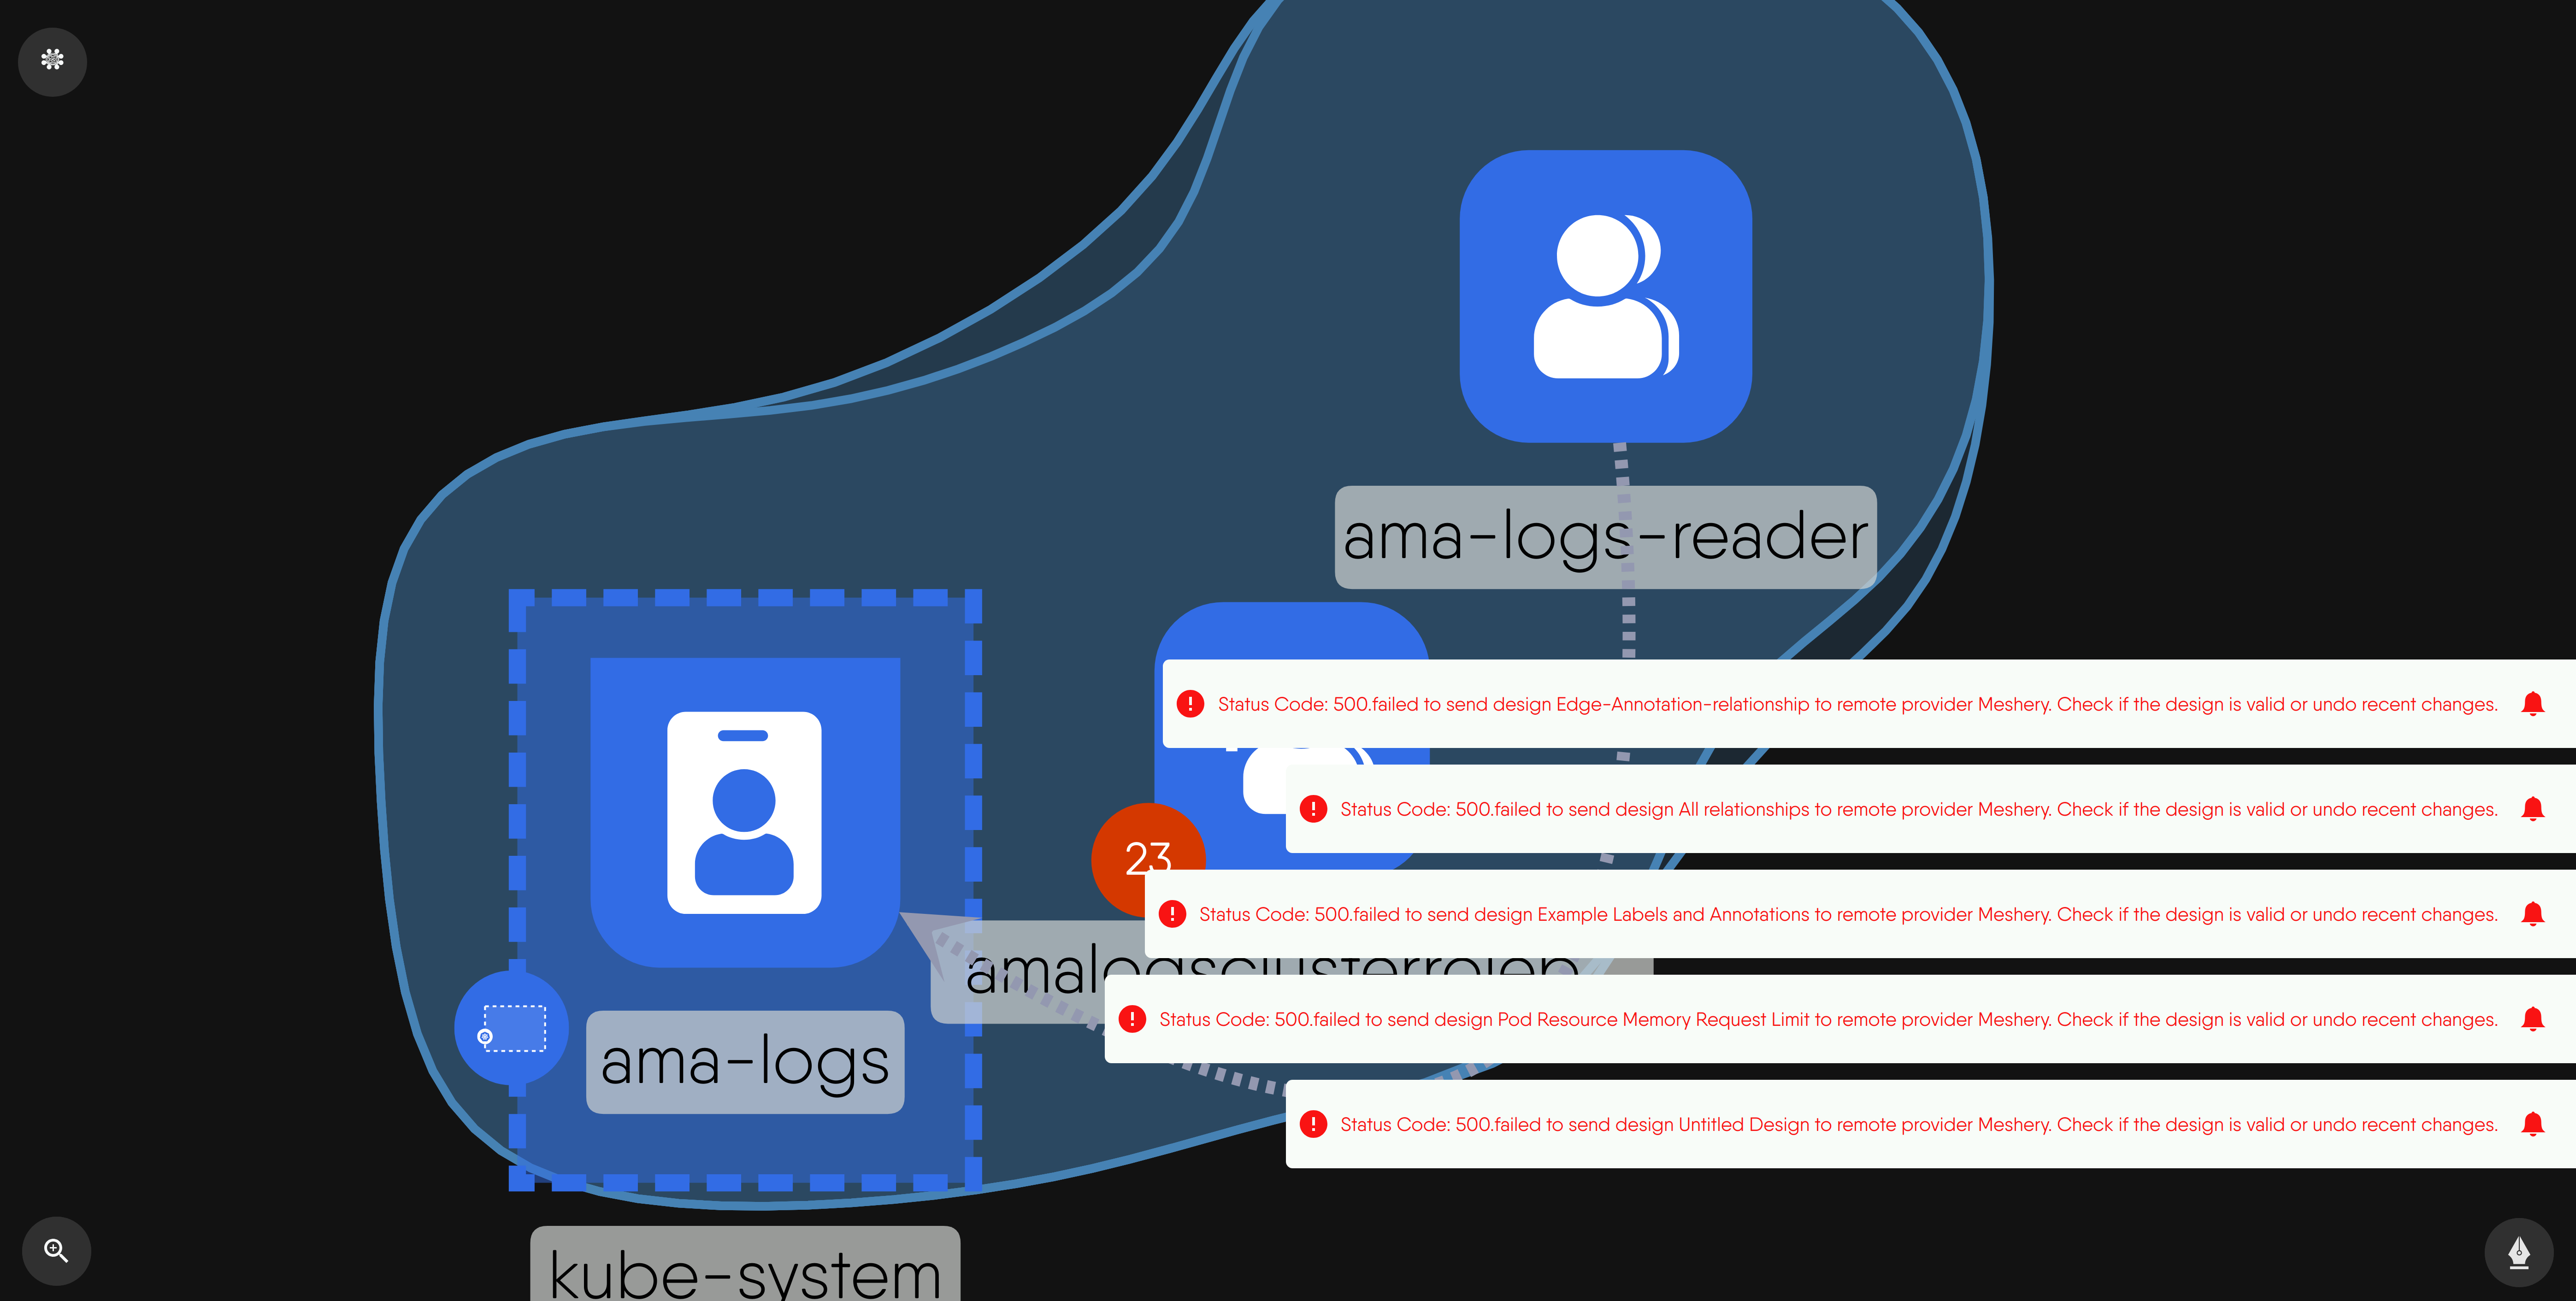 ama-logs-reader
Status Code: 500.failed to send design Edge-Annotation-relationship to remote provider Meshery. Check if the design is valid or undo recent changes.
Status Code: 500.failed to send design All relationships to remote provider Meshery. Check if the design is valid or undo recent changes.
23
Status Code: 500.failed to send design Example Labels and Annotations to remote provider Meshery. Check if the design is valid or undo recent changes.
Status Code: 500.failed to send design Pod Resource Memory Request Limit to remote provider Meshery. Check if the design is valid or undo recent changes.
ama-logs
Status Code: 500.failed to send design Untitled Design to remote provider Meshery. Check if the design is valid or undo recent changes.
kube-system